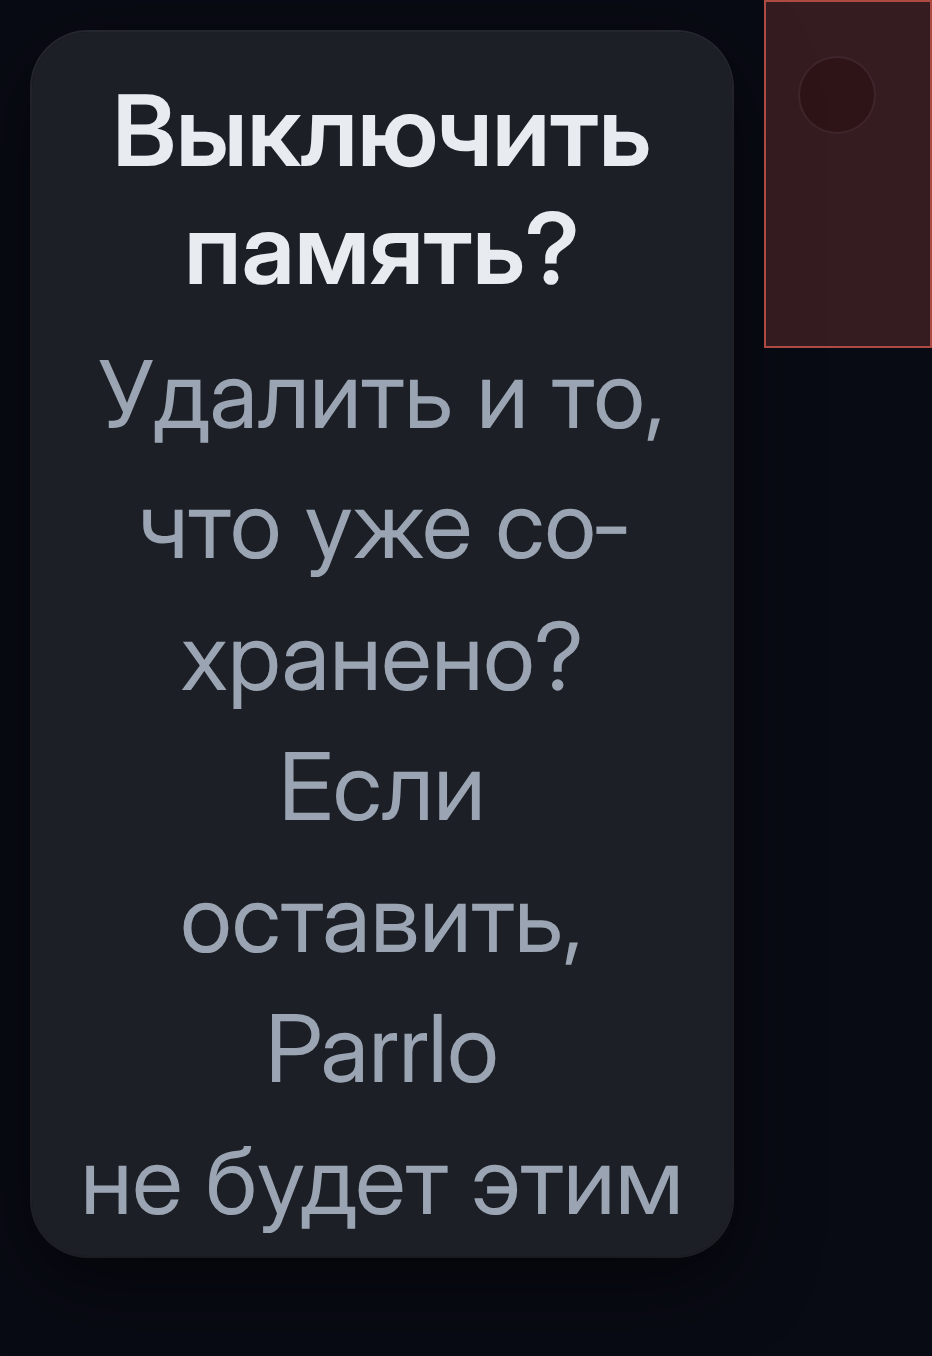 Выключить
память?
Удалить и то,
что уже со-
хранено?
Если
оставить,
Parrlo
не будет этим